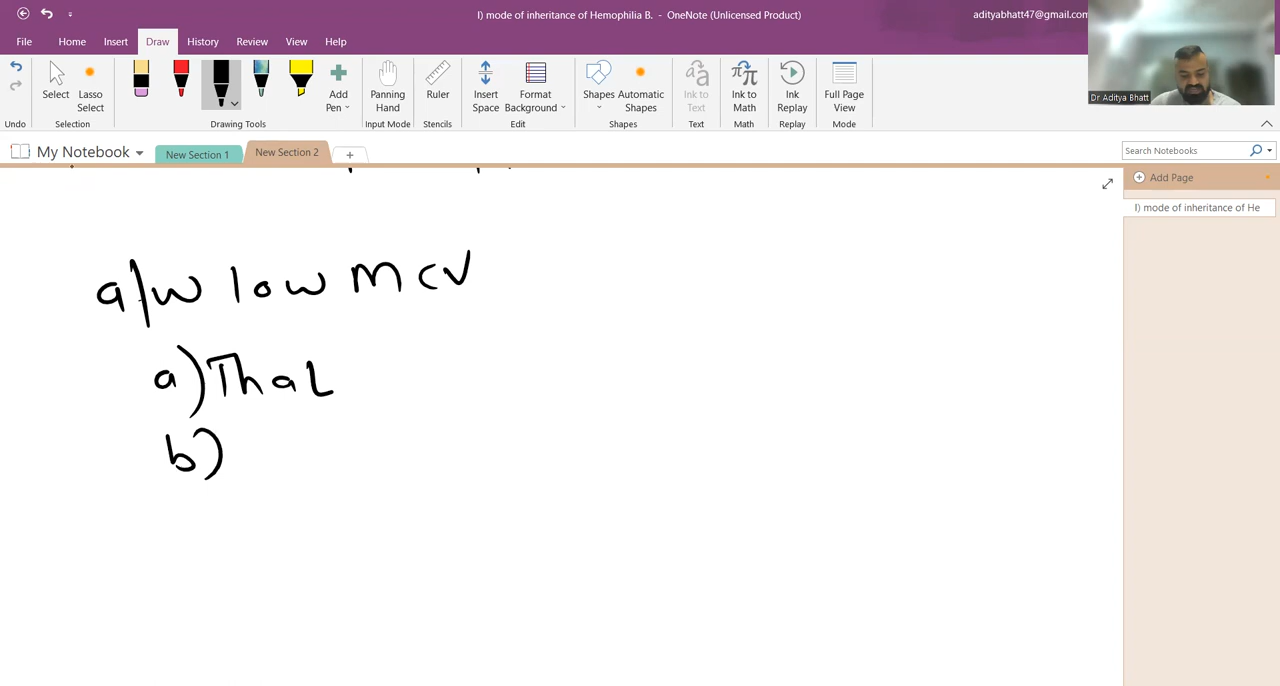 I) mode of inheritance of Hemophilia B. - OneNote (Unlicensed Product)
adityabhatt47@gmail.com
File Home Insert Draw History Review View Help
Undo
Select
Lasso Select
Selection
Drawing Tools
Add Pen
Panning Hand
Input Mode
Ruler
Stencils
Insert Space
Format Background
Edit
Shapes
Automatic Shapes
Shapes
Ink to Text
Text
Ink to Math
Math
Ink Replay
Replay
Full Page View
Mode
Dr Aditya Bhatt
My Notebook New Section 1 New Section 2
Search Notebooks
Add Page
I) mode of inheritance of He
a/w low MCV
a) Thal
b)